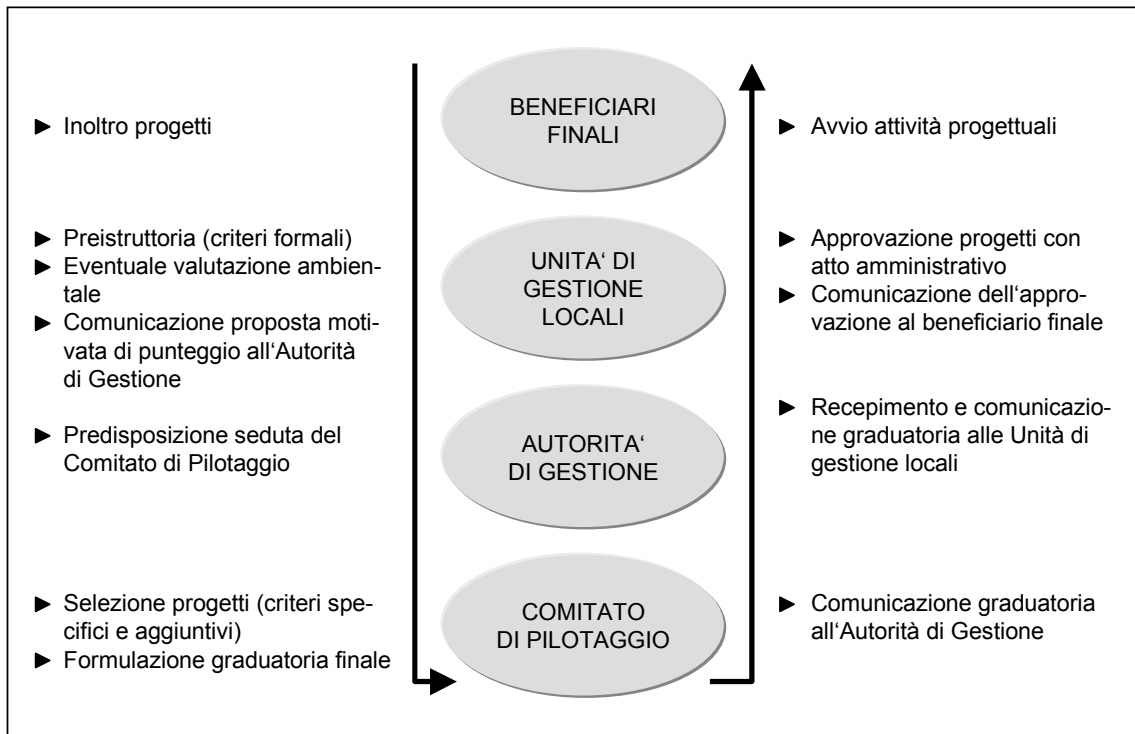 ► Inoltro progetti
► Preistruttoria (criteri formali)
► Eventuale valutazione ambien-
tale
► Comunicazione proposta moti-
vata di punteggio all‘Autorità
di Gestione
► Predisposizione seduta del
Comitato di Pilotaggio
► Selezione progetti (criteri spe-
cifici e aggiuntivi)
► Formulazione graduatoria finale
BENEFICIARI
FINALI
UNITA‘ DI
GESTIONE
LOCALI
AUTORITA‘
DI GESTIONE
COMITATO
DI PILOTAGGIO
► Avvio attività progettuali
► Approvazione progetti con
atto amministrativo
► Comunicazione dell‘appro-
vazione al beneficiario finale
► Recepimento e comunicazio-
ne graduatoria alle Unità di
gestione locali
► Comunicazione graduatoria
all‘Autorità di Gestione